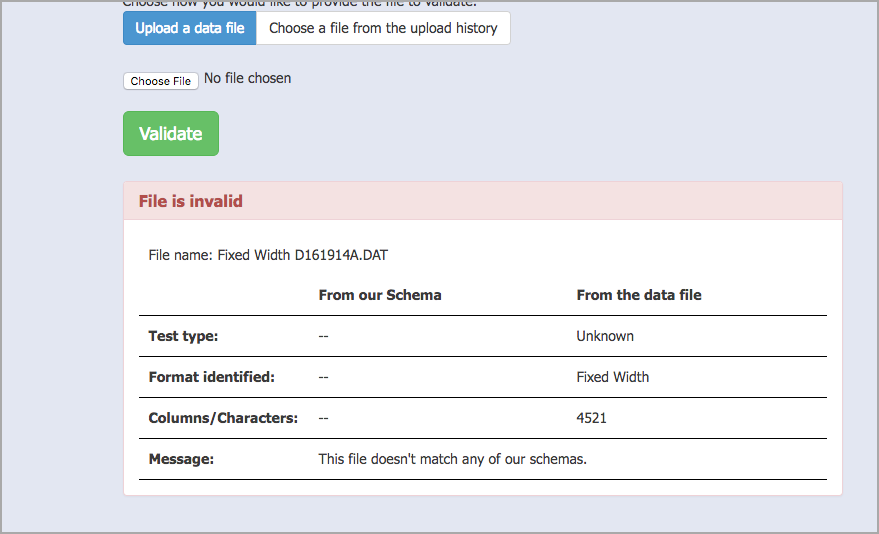 Choose how you would like to provide the file to validate:
Upload a data file Choose a file from the upload history
Choose File No file chosen
Validate
File is invalid
File name: Fixed Width D161914A.DAT
From our Schema From the data file
Test type: -- Unknown
Format identified: -- Fixed Width
Columns/Characters: -- 4521
Message: This file doesn't match any of our schemas.